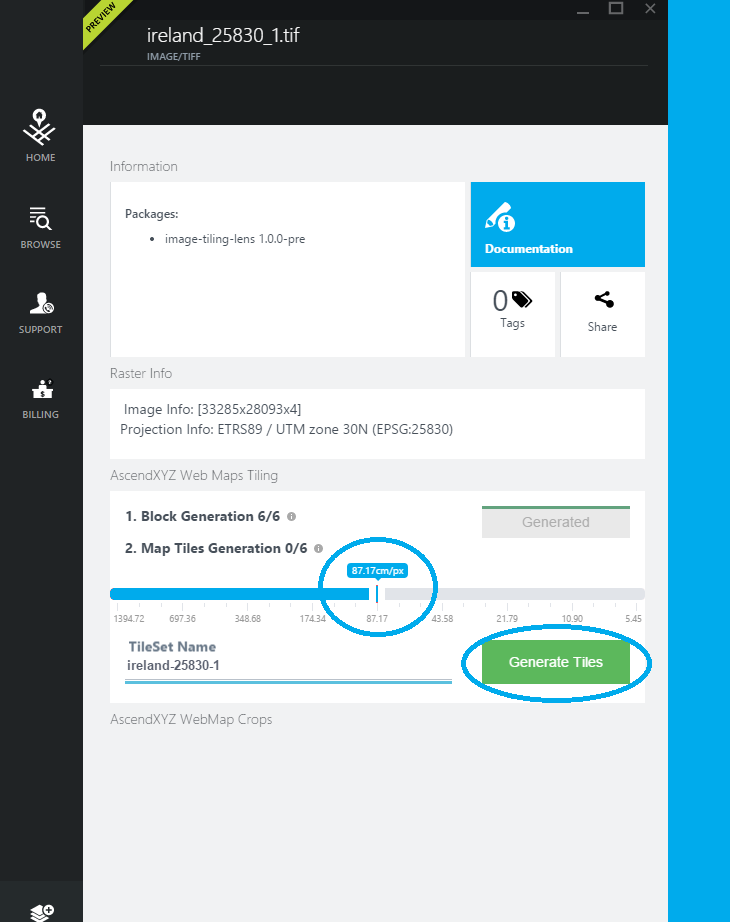 PREVIEW
ireland_25830_1.tif
IMAGE/TIFF
HOME
BROWSE
SUPPORT
BILLING
Information
Packages:
• image-tiling-lens 1.0.0-pre
Documentation
0
Tags
Share
Raster Info
Image Info: [33285x28093x4]
Projection Info: ETRS89 / UTM zone 30N (EPSG:25830)
AscendXYZ Web Maps Tiling
1. Block Generation 6/6
Generated
2. Map Tiles Generation 0/6
87.17cm/px
1394.72 697.36 348.68 174.34 87.17 43.58 21.79 10.90 5.45
TileSet Name
ireland-25830-1
Generate Tiles
AscendXYZ WebMap Crops